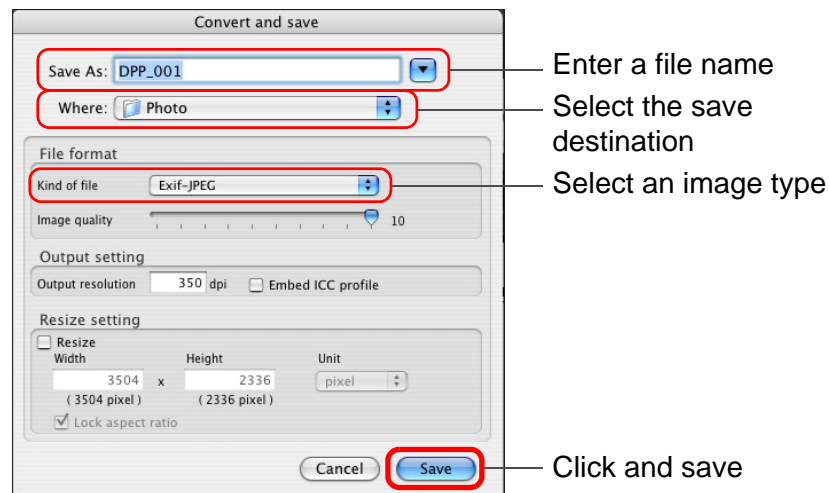 Convert and save
Save As: DPP_001
Enter a file name
Where: Photo
Select the save
destination
File format
Kind of file Exif-JPEG
Select an image type
Image quality 10
Output setting
Output resolution 350 dpi Embed ICC profile
Resize setting
Resize
Width Height Unit
3504 x 2336 pixel
(3504 pixel) (2336 pixel)
Lock aspect ratio
Cancel Save
Click and save